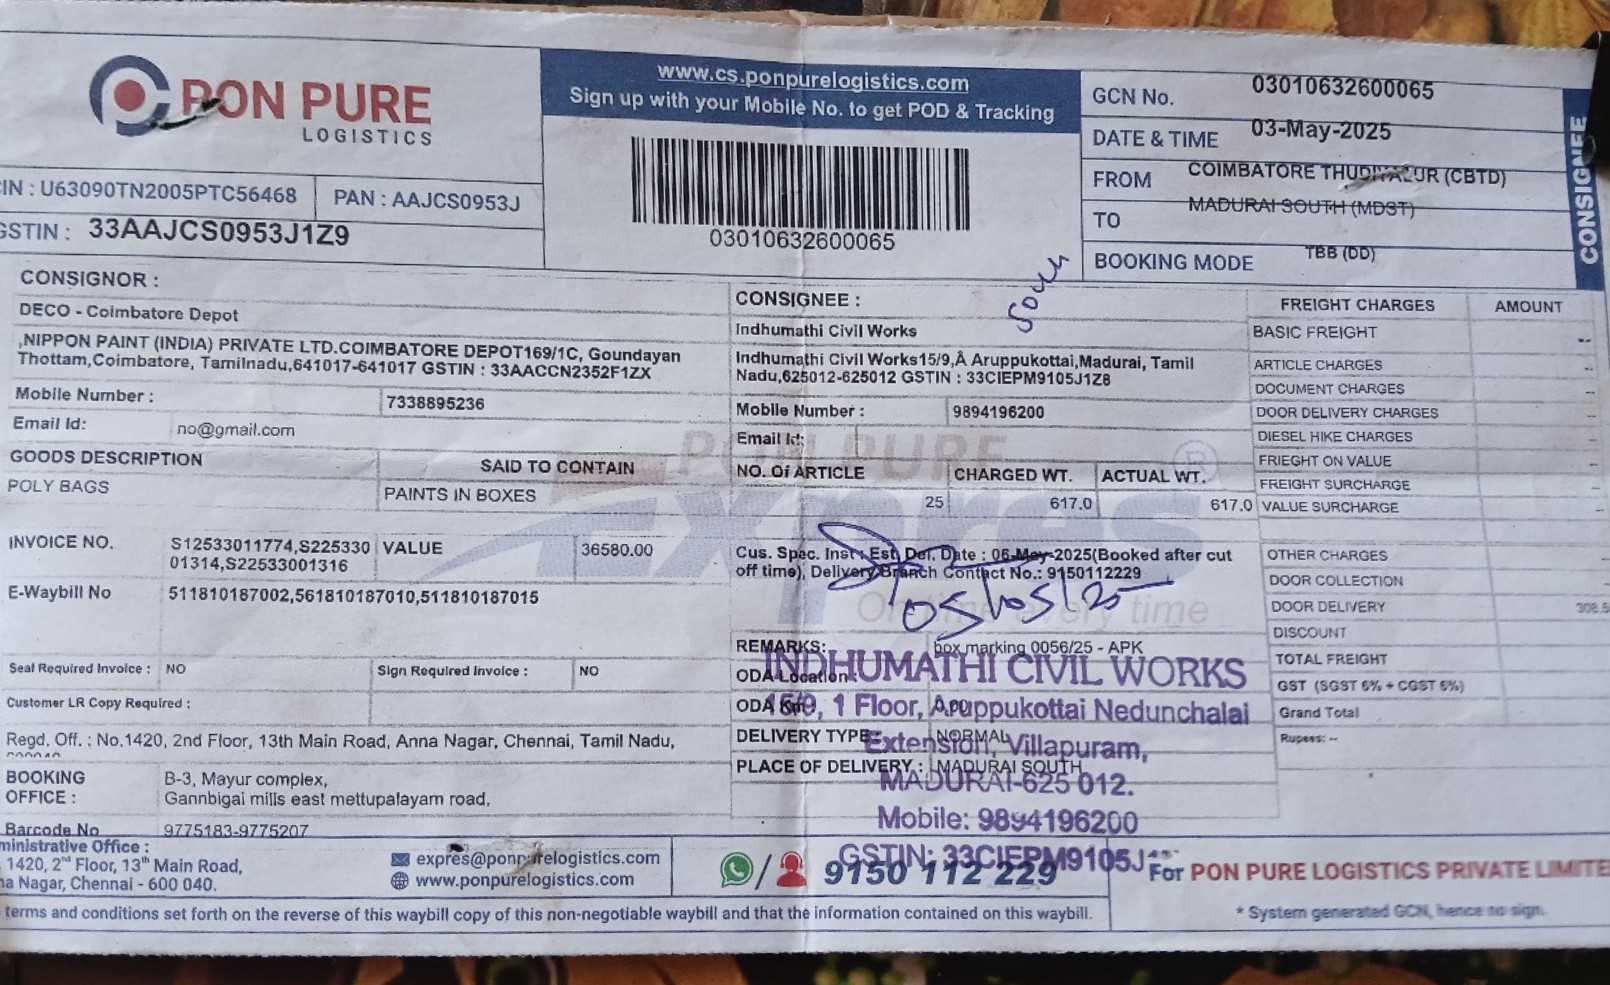 PON PURE
LOGISTICS
www.cs.ponpurelogistics.com
Sign up with your Mobile No. to get POD & Tracking
03010632600065
GCN No. 03010632600065
DATE & TIME 03-May-2025
FROM COIMBATORE THUDIYALUR (CBTD)
TO MADURAI SOUTH (MDST)
BOOKING MODE TBB (DD)
CONSIGNEE
IN : U63090TN2005PTC56468 PAN : AAJCS0953J
GSTIN : 33AAJCS0953J1Z9
CONSIGNOR :
DECO - Coimbatore Depot
,NIPPON PAINT (INDIA) PRIVATE LTD.COIMBATORE DEPOT169/1C, Goundayan
Thottam,Coimbatore, Tamilnadu,641017-641017 GSTIN : 33AACCN2352F1ZX
Mobile Number : 7338895236
Email Id: no@gmail.com
GOODS DESCRIPTION SAID TO CONTAIN
POLY BAGS PAINTS IN BOXES
South
CONSIGNEE :
Indhumathi Civil Works
Indhumathi Civil Works15/9,Â Aruppukottai,Madurai, Tamil
Nadu,625012-625012 GSTIN : 33CIEPM9105J1Z8
Mobile Number : 9894196200
Email Id:
NO. Of ARTICLE CHARGED WT. ACTUAL WT.
25 617.0 617.0
PON PURE
Expres
FREIGHT CHARGES AMOUNT
BASIC FREIGHT --
ARTICLE CHARGES --
DOCUMENT CHARGES --
DOOR DELIVERY CHARGES --
DIESEL HIKE CHARGES --
FRIEGHT ON VALUE --
FREIGHT SURCHARGE --
VALUE SURCHARGE --
OTHER CHARGES --
DOOR COLLECTION --
DOOR DELIVERY 308.5
DISCOUNT
TOTAL FREIGHT
GST (SGST 6% + CGST 6%)
Grand Total
Rupees: --
INVOICE NO. S12533011774,S225330 VALUE 36580.00
01314,S22533001316
E-Waybill No 511810187002,561810187010,511810187015
Cus. Spec. Inst : Est. Del. Date : 06-May-2025(Booked after cut
off time), Delivery Branch Contact No.: 9150112229
05/05/25
time
REMARKS: box marking 0056/25 - APK
ODA Location
ODA Km
DELIVERY TYPE: NORMAL
PLACE OF DELIVERY : MADURAI SOUTH
INDHUMATHI CIVIL WORKS
15/9, 1 Floor, Aruppukottai Nedunchalai
Extension, Villapuram,
MADURAI-625 012.
Mobile: 9894196200
GSTIN: 33CIEPM9105J
Seal Required Invoice : NO Sign Required Invoice : NO
Customer LR Copy Required :
Regd. Off. : No.1420, 2nd Floor, 13th Main Road, Anna Nagar, Chennai, Tamil Nadu,
BOOKING OFFICE : B-3, Mayur complex,
Gannbigai mills east mettupalayam road,
Barcode No 9775183-9775207
ministrative Office :
1420, 2nd Floor, 13th Main Road,
na Nagar, Chennai - 600 040.
expres@ponpurelogistics.com
www.ponpurelogistics.com
9150 112 229
For PON PURE LOGISTICS PRIVATE LIMITE
terms and conditions set forth on the reverse of this waybill copy of this non-negotiable waybill and that the information contained on this waybill.
* System generated GCN, hence no sign.